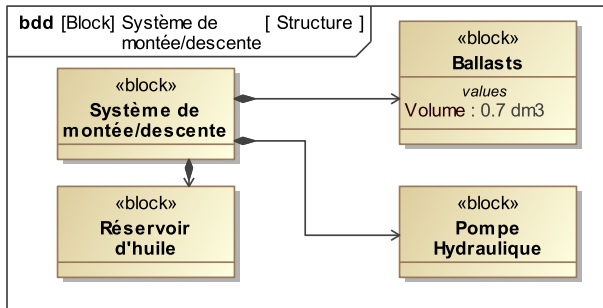 bdd [Block] Système de montée/descente [ Structure ]
«block»
Système de
montée/descente
«block»
Ballasts
values
Volume : 0.7 dm3
«block»
Réservoir
d'huile
«block»
Pompe
Hydraulique